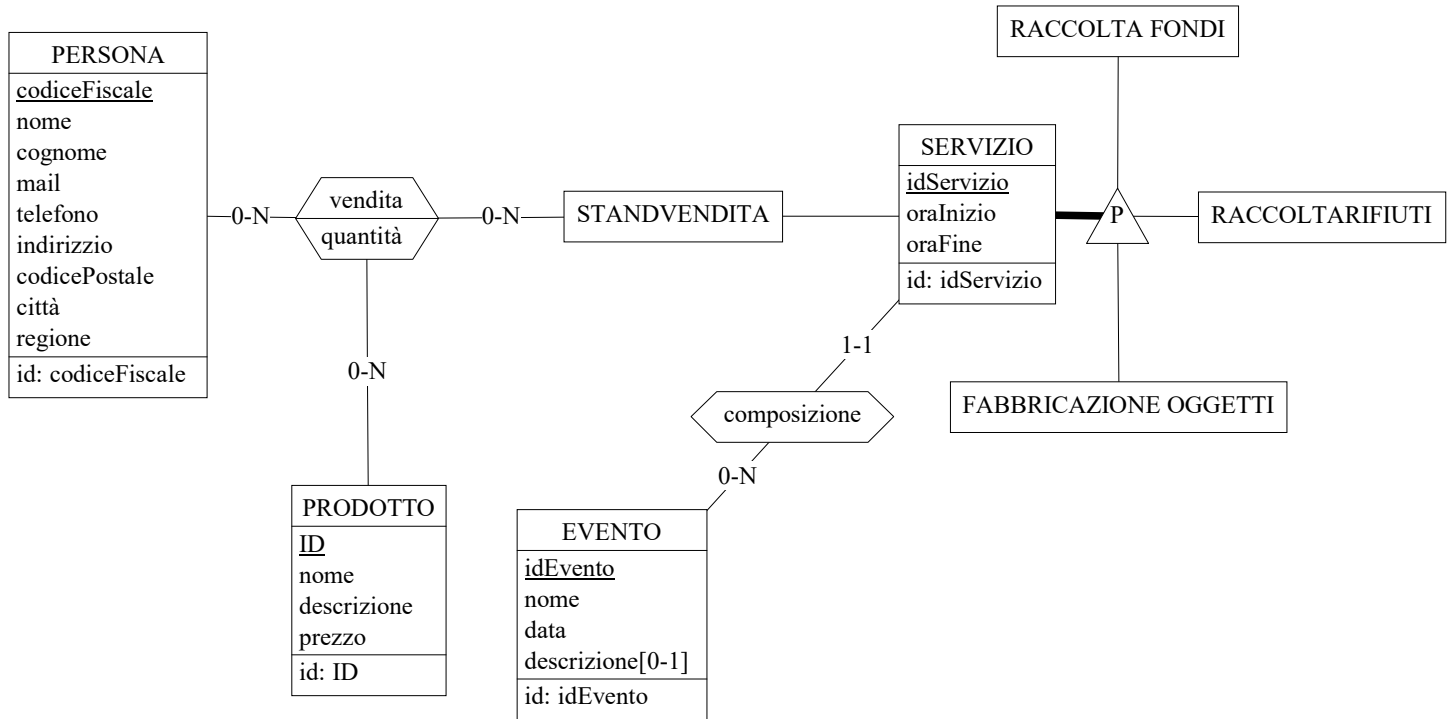 RACCOLTA FONDI
PERSONA
codiceFiscale
nome
cognome
mail
telefono
indirizzio
codicePostale
città
regione
id: codiceFiscale
0-N
vendita
quantità
0-N
STANDVENDITA
SERVIZIO
idServizio
oraInizio
oraFine
id: idServizio
P
RACCOLTARIFIUTI
0-N
1-1
FABBRICAZIONE OGGETTI
composizione
0-N
PRODOTTO
ID
nome
descrizione
prezzo
id: ID
EVENTO
idEvento
nome
data
descrizione[0-1]
id: idEvento